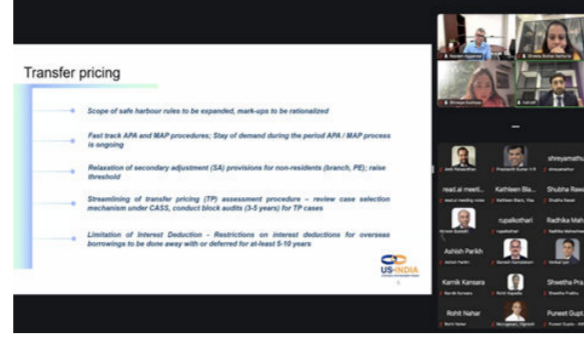 Transfer pricing
Scope of safe harbour rules to be expanded, mark-ups to be rationalized
Fast track APA and MAP procedures; Stay of demand during the period APA / MAP process
is ongoing
Relaxation of secondary adjustment (SA) provisions for non-residents (branch, PE); raise
threshold
Streamlining of transfer pricing (TP) assessment procedure – review case selection
mechanism under CASS, conduct block audits (3-5 years) for TP cases
Limitation of Interest Deduction - Restrictions on interest deductions for overseas
borrowings to be done away with or deferred for at-least 5-10 years
US-INDIA
shreyamathu
read.ai meeti...
Kathleen Bla...
Shubha Raw
rupalkothari
Radhika Mah
Ashish Parikh
Karnik Kansara
Shwetha Pra
Rohit Nahar
Puneet Gupt